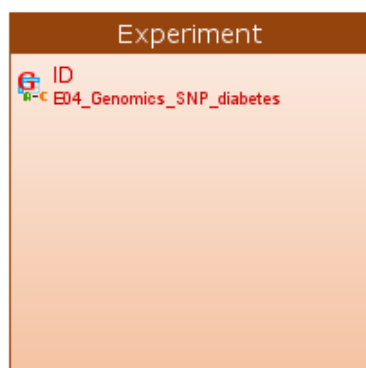 Experiment
ID
E04_Genomics_SNP_diabetes
G
A-C